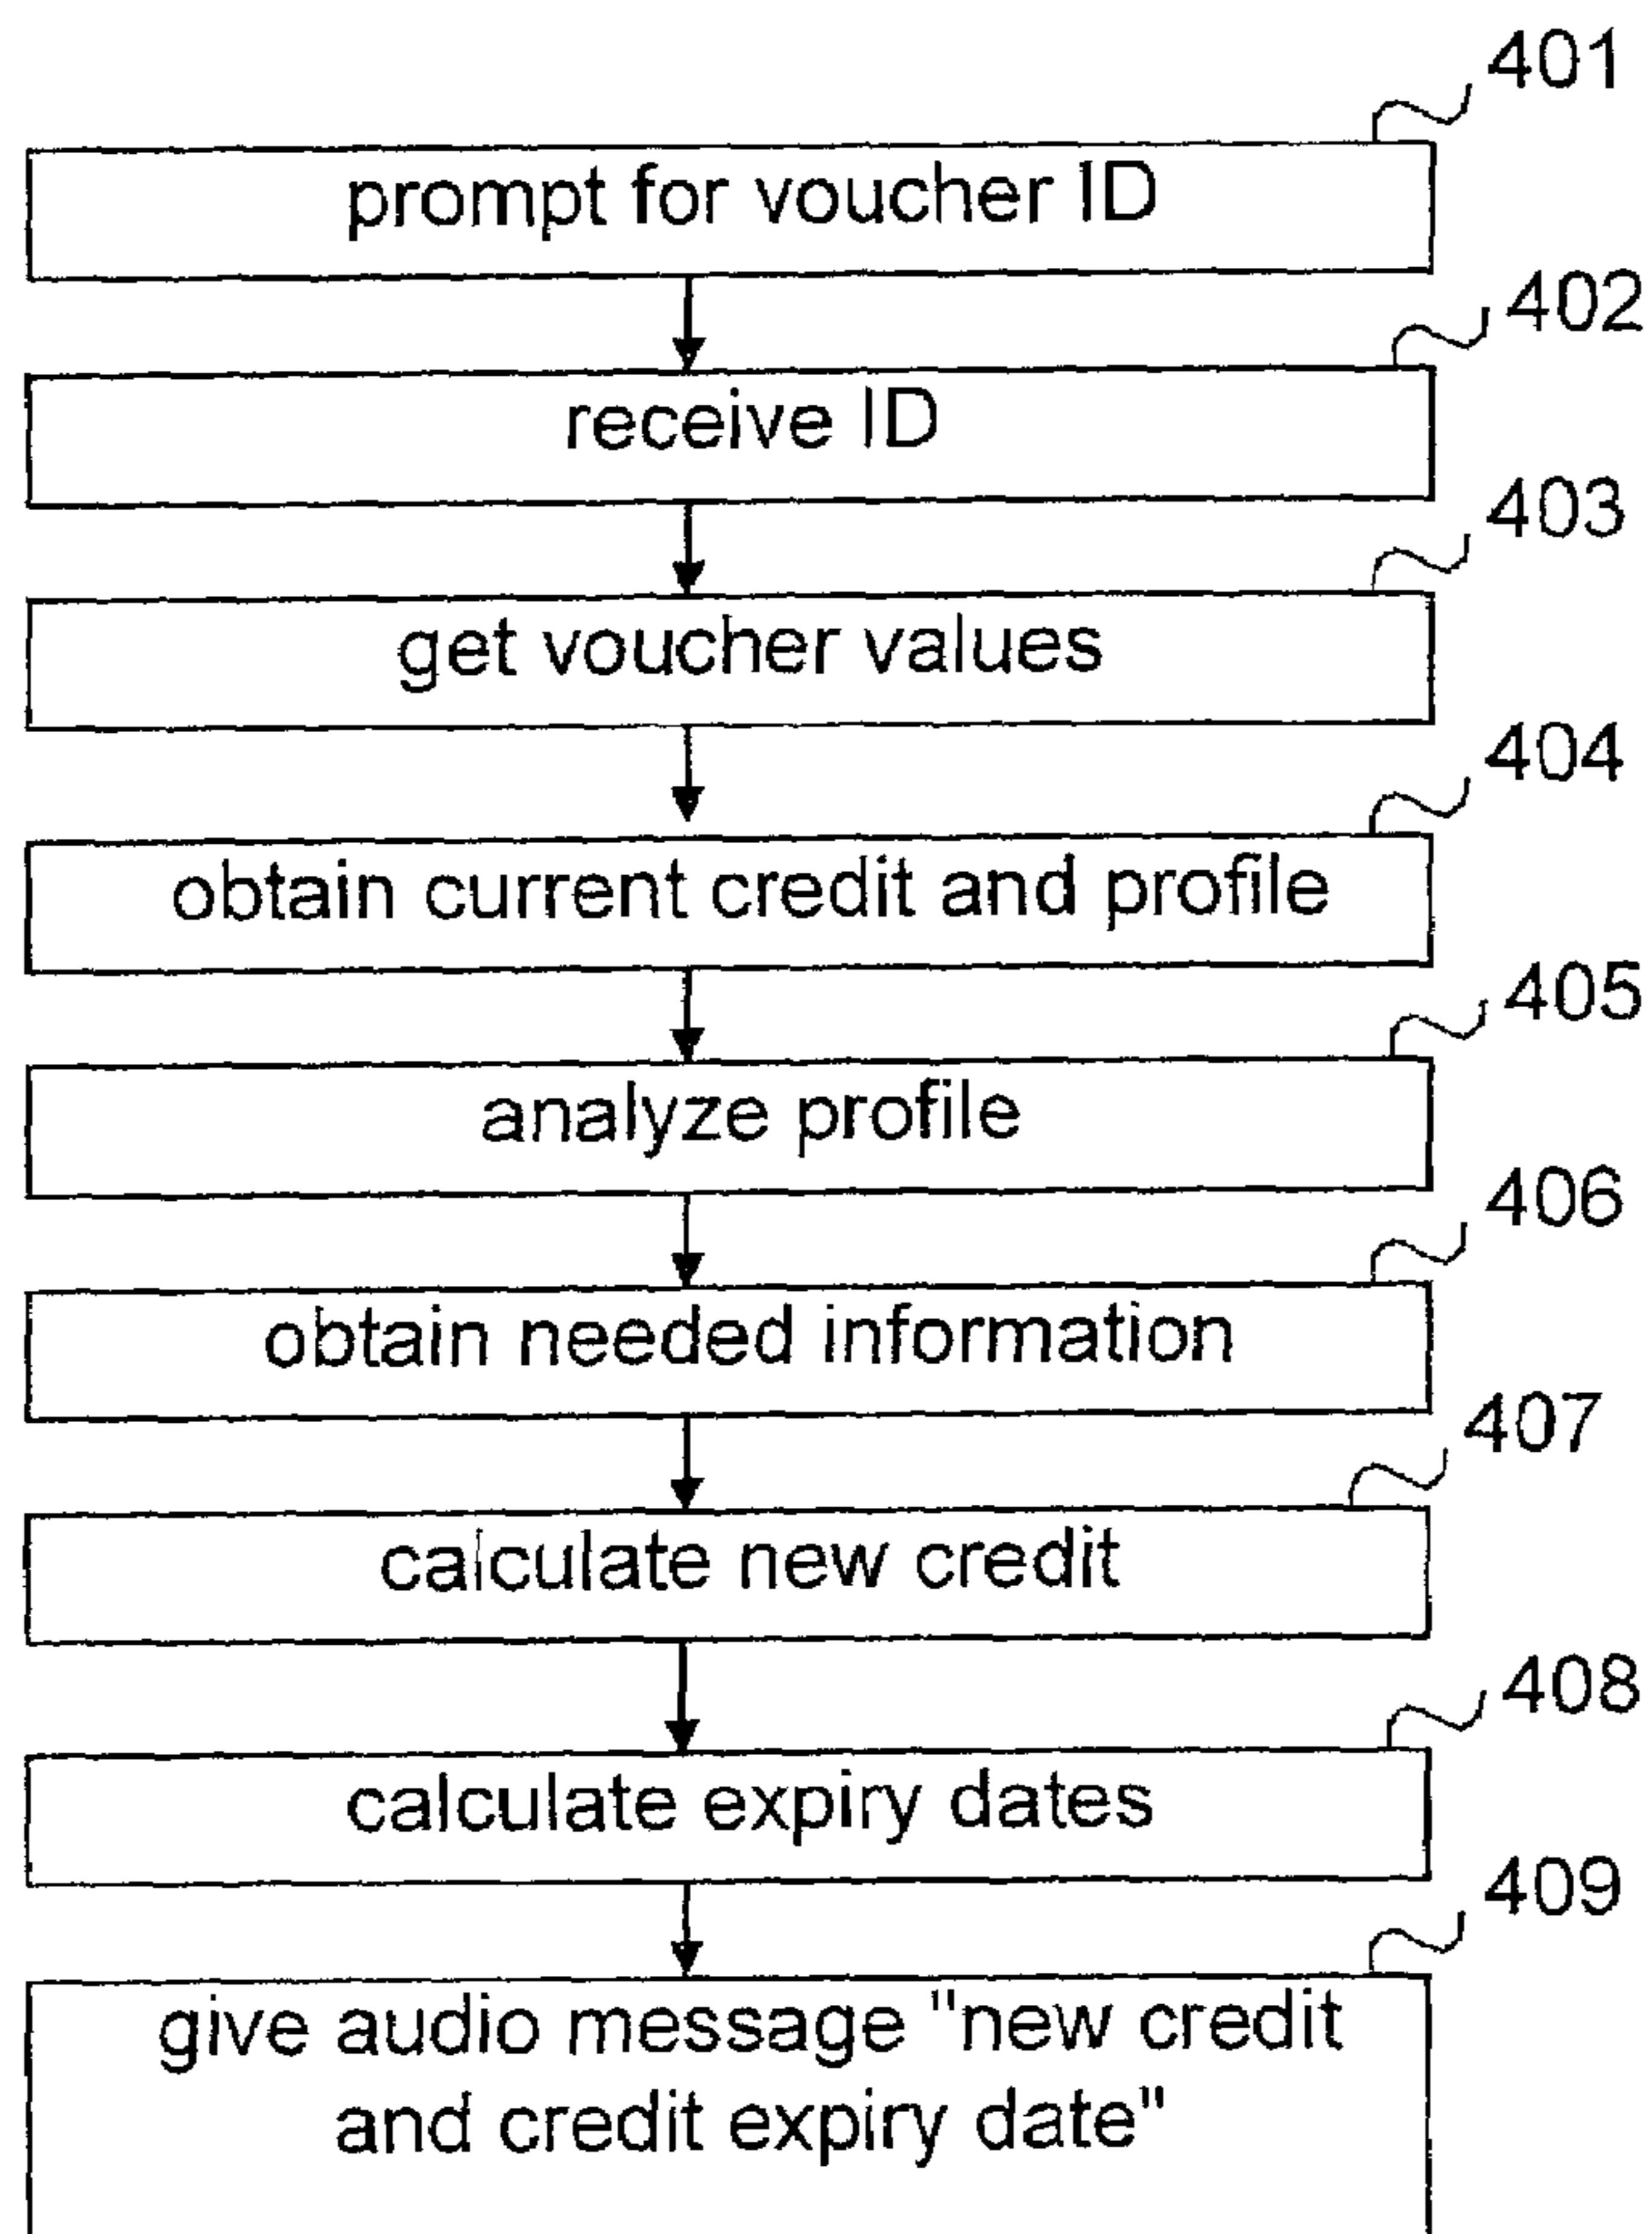 401
prompt for voucher ID
402
receive ID
403
get voucher values
404
obtain current credit and profile
405
analyze profile
406
obtain needed information
407
calculate new credit
408
calculate expiry dates
409
give audio message "new credit
and credit expiry date"